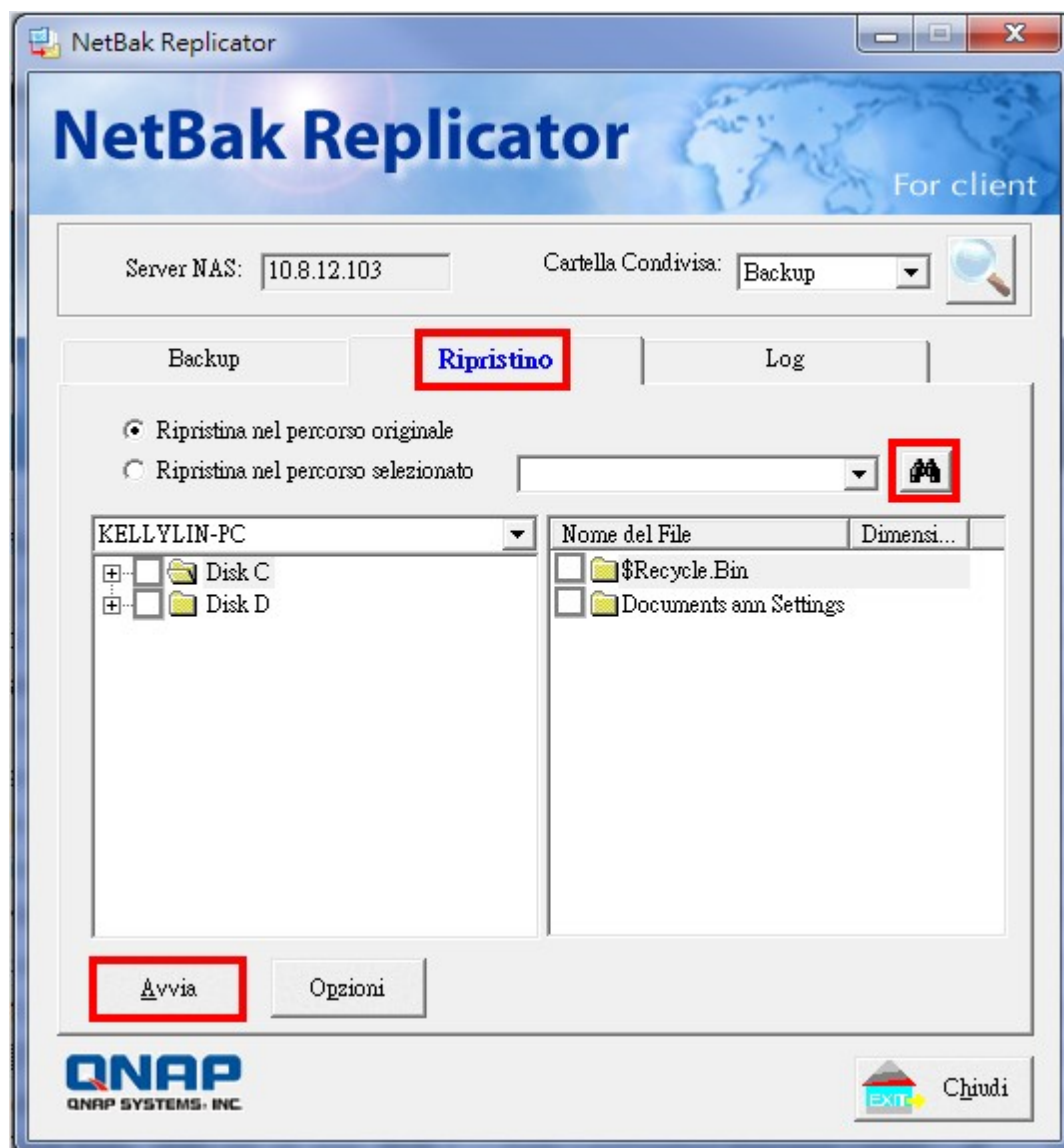 NetBak Replicator
NetBak Replicator
For client
Server NAS: 10.8.12.103 Cartella Condivisa: Backup
Backup Ripristino Log
Ripristina nel percorso originale
Ripristina nel percorso selezionato
KELLYLIN-PC Nome del File Dimensi...
Disk C $Recycle.Bin
Disk D Documents ann Settings
Avvia Opzioni
QNAP
QNAP SYSTEMS, INC
EXIT Chiudi